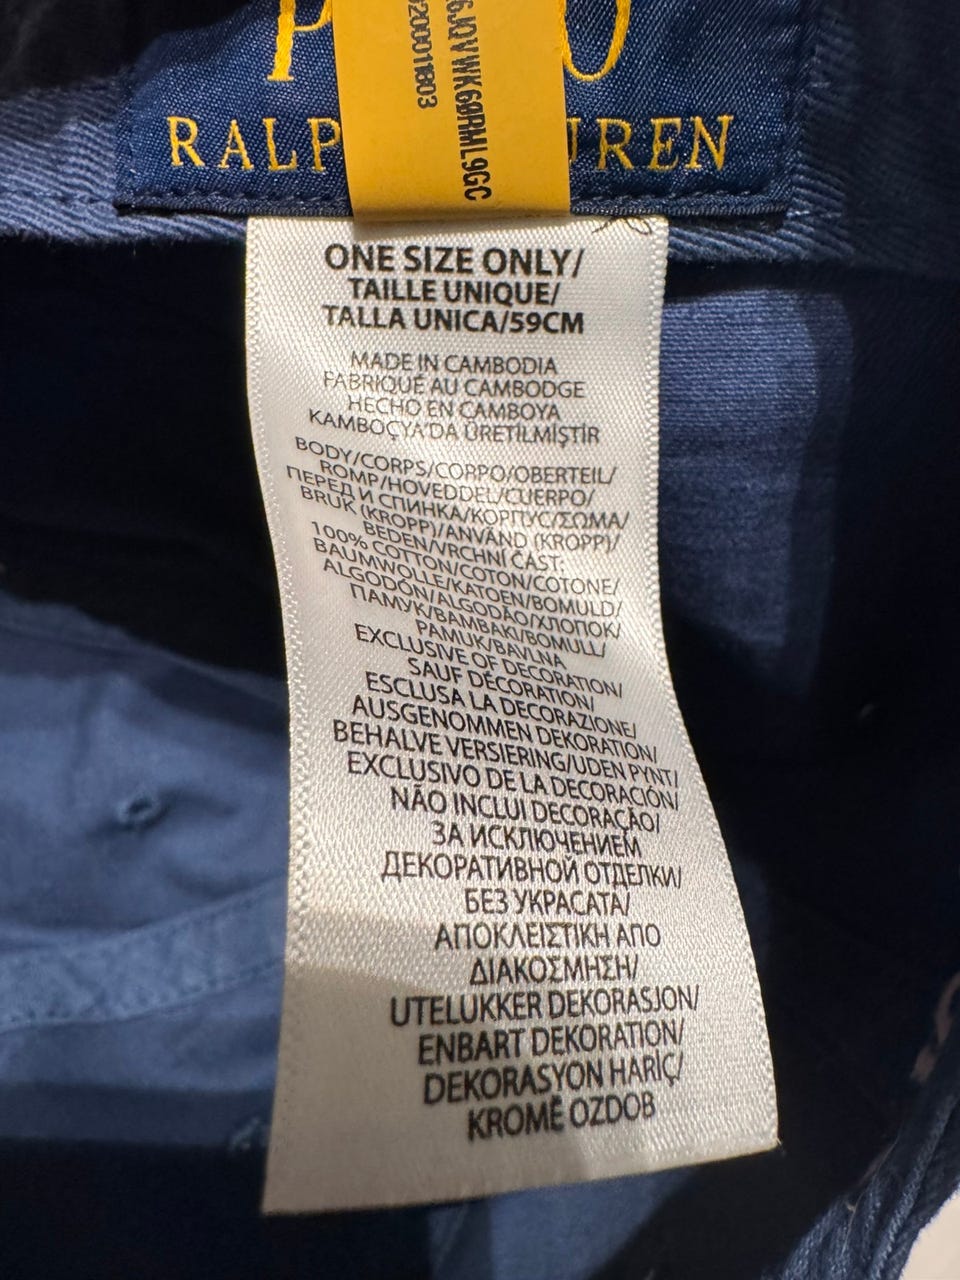 RALPH LAUREN
ONE SIZE ONLY/
TAILLE UNIQUE/
TALLA UNICA/59CM
MADE IN CAMBODIA
FABRIQUÉ AU CAMBODGE
HECHO EN CAMBOYA
KAMBOÇYA'DA ÜRETİLMİŞTİR
BODY/CORPS/CORPO/OBERTEIL/
ROMP/HOVEDDEL/CUERPO/
ПЕРЕД И СПИНКА/КОРПУС/ΣΩΜΑ/
BRUK (KROPP)/ANVÄND (KROPP)/
BEDEN/VRCHNÍ ČÁST:
100% COTTON/COTON/COTONE/
BAUMWOLLE/KATOEN/BOMULD/
ALGODÓN/ALGODÃO/ХЛОПОК/
ПАМУК/ΒΑΜΒΑΚΙ/BOMULL/
PAMUK/BAVLNA
EXCLUSIVE OF DECORATION/
SAUF DÉCORATION/
ESCLUSA LA DECORAZIONE/
AUSGENOMMEN DEKORATION/
BEHALVE VERSIERING/UDEN PYNT/
EXCLUSIVO DE LA DECORACIÓN/
NÃO INCLUI DECORAÇÃO/
ЗА ИСКЛЮЧЕНИЕМ
ДЕКОРАТИВНОЙ ОТДЕЛКИ/
БЕЗ УКРАСАТА/
ΑΠΟΚΛΕΙΣΤΙΚΗ ΑΠΟ
ΔΙΑΚΟΣΜΗΣΗ/
UTELUKKER DEKORASJON/
ENBART DEKORATION/
DEKORASYON HARİÇ/
KROMĚ OZDOB